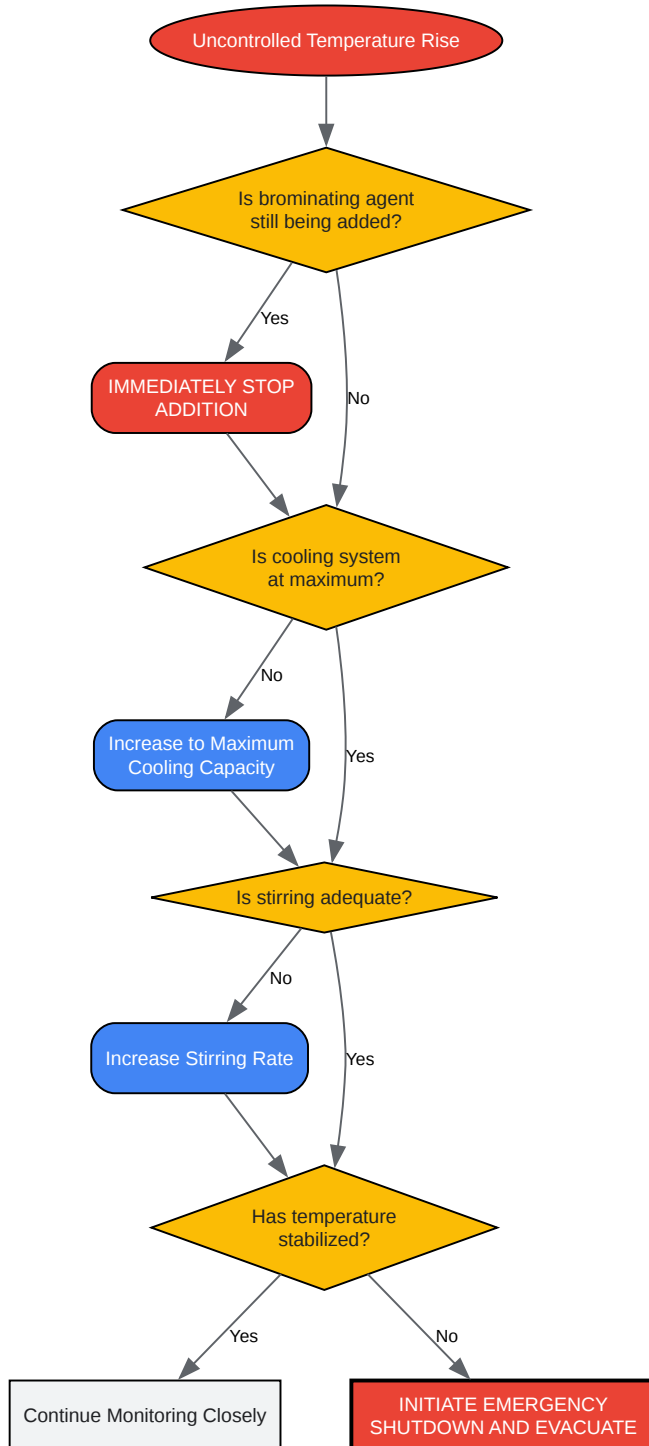 Uncontrolled Temperature Rise
Is brominating agent
still being added?
Yes
IMMEDIATELY STOP
ADDITION
No
Is cooling system
at maximum?
No
Increase to Maximum
Cooling Capacity
Yes
Is stirring adequate?
No
Increase Stirring Rate
Yes
Has temperature
stabilized?
Yes
No
Continue Monitoring Closely
INITIATE EMERGENCY
SHUTDOWN AND EVACUATE